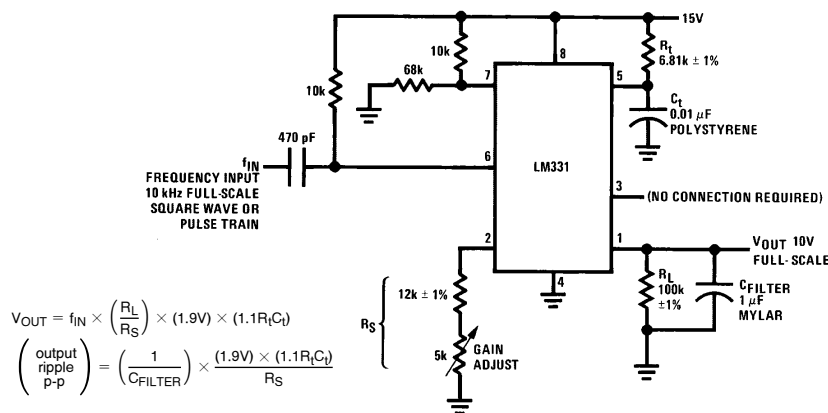 15V
10k
8
Rt
6.81k ± 1%
68k
7
5
10k
Ct
0.01 µF
POLYSTYRENE
470 pF
fIN
6
LM331
FREQUENCY INPUT
10 kHz FULL-SCALE
SQUARE WAVE OR
PULSE TRAIN
3
(NO CONNECTION REQUIRED)
2
1
VOUT 10V
FULL-SCALE
4
12k ± 1%
RL
100k
±1%
CFILTER
1 µF
MYLAR
RS
5k
GAIN
ADJUST
VOUT = fIN × (RL/RS) × (1.9V) × (1.1RtCt)
(output ripple p-p) = (1/CFILTER) × (1.9V) × (1.1RtCt)/RS